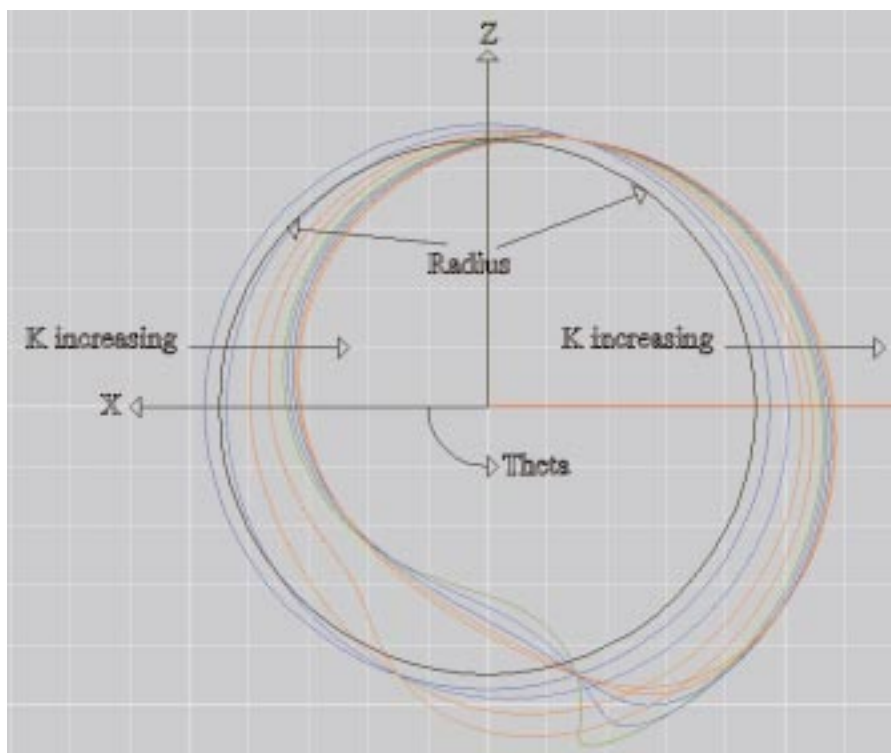 Z
Radius
K increasing
K increasing
X
Theta